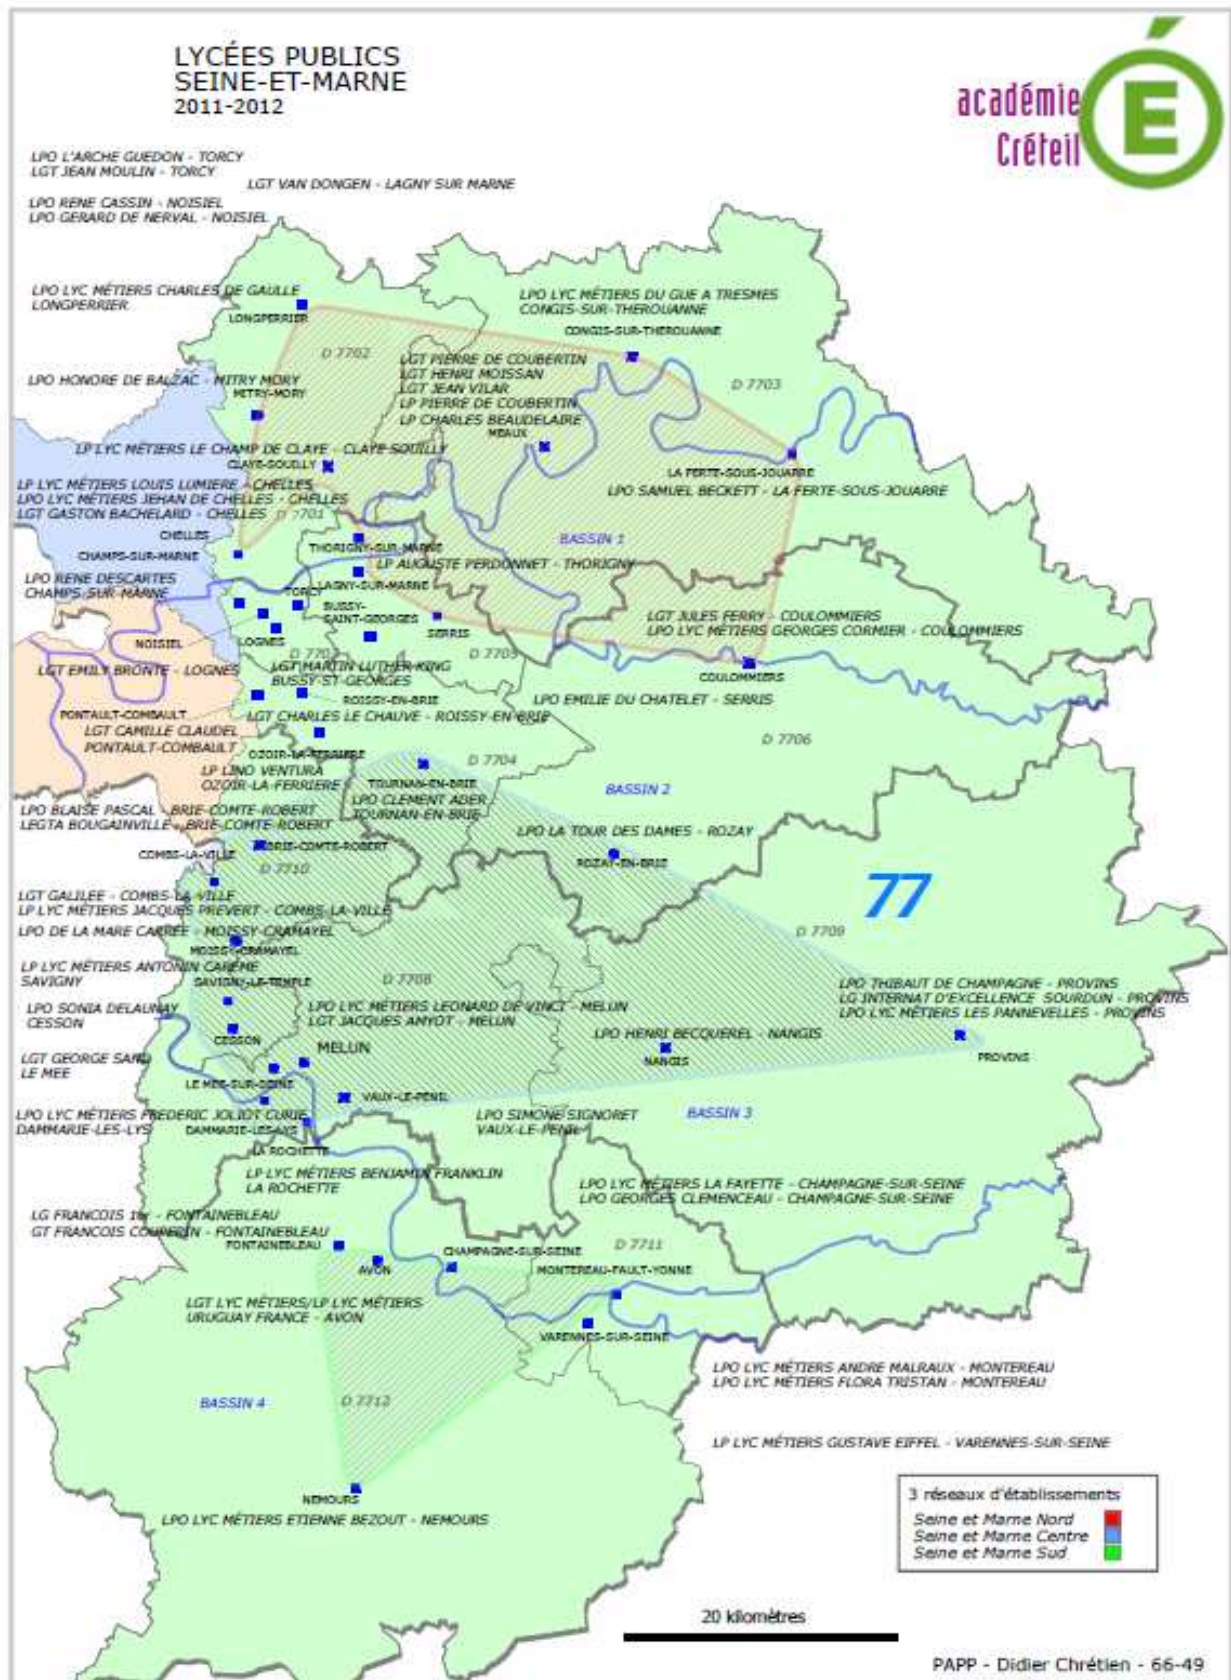 LYCÉES PUBLICS
SEINE-ET-MARNE
2011-2012
académie
Créteil
É
LPO L'ARCHE GUEDON - TORCY
LGT JEAN MOULIN - TORCY
LGT VAN DONGEN - LAGNY SUR MARNE
LPO RENE CASSIN - NOISIEL
LPO GERARD DE NERVAL - NOISIEL
LPO LYC MÉTIERS CHARLES DE GAULLE
LONGPERRIER
LONGPERRIER
LPO LYC MÉTIERS DU GUE A TRESMES
CONGIS-SUR-THEROUANNE
CONGIS-SUR-THEROUANNE
D 7702
LGT PIERRE DE COUBERTIN
LGT HENRI MOISSAN
LGT JEAN VILAR
LP PIERRE DE COUBERTIN
LP CHARLES BEAUDELAIRE
MEAUX
D 7703
LPO HONORE DE BALZAC - MITRY MORY
MITRY-MORY
LP LYC MÉTIERS LE CHAMP DE CLAYE - CLAYE SOUILLY
CLAYE-SOUILLY
LA FERTE-SOUS-JOUARRE
LPO SAMUEL BECKETT - LA FERTE-SOUS-JOUARRE
LP LYC MÉTIERS LOUIS LUMIERE - CHELLES
LPO LYC MÉTIERS JEHAN DE CHELLES - CHELLES
LGT GASTON BACHELARD - CHELLES
D 7701
CHELLES
BASSIN 1
CHAMPS-SUR-MARNE
THORIGNY-SUR-MARNE
LP AUGUSTE PERDONNET - THORIGNY
LPO RENE DESCARTES
CHAMPS-SUR-MARNE
LAGNY-SUR-MARNE
TORCY
BUSSY-
SAINT-GEORGES
SERRIS
LGT JULES FERRY - COULOMMIERS
LPO LYC MÉTIERS GEORGES CORMIER - COULOMMIERS
NOISIEL
LOGNES
D 7705
LGT EMILY BRONTE - LOGNES
LGT MARTIN LUTHER KING
BUSSY-ST-GEORGES
COULOMMIERS
ROISSY-EN-BRIE
LPO EMILIE DU CHATELET - SERRIS
PONTAULT-COMBAULT
LGT CHARLES LE CHAUVE - ROISSY-EN-BRIE
LGT CAMILLE CLAUDEL
PONTAULT-COMBAULT
D 7706
OZOIR-LA-FERRIERE
D 7704
LP LINO VENTURA
OZOIR-LA-FERRIERE
TOURNAN-EN-BRIE
LPO CLEMENT ADER
TOURNAN-EN-BRIE
BASSIN 2
LPO BLAISE PASCAL - BRIE-COMTE-ROBERT
LEGTA BOUGAINVILLE - BRIE-COMTE-ROBERT
LPO LA TOUR DES DAMES - ROZAY
COMBS-LA-VILLE
BRIE-COMTE-ROBERT
D 7710
ROZAY-EN-BRIE
77
LGT GALILEE - COMBS-LA-VILLE
LP LYC MÉTIERS JACQUES PREVERT - COMBS-LA-VILLE
LPO DE LA MARE CARREE - MOISSY-CRAMAYEL
MOISSY-CRAMAYEL
D 7709
LP LYC MÉTIERS ANTONIN CARÊME
SAVIGNY
SAVIGNY-LE-TEMPLE
D 7708
LPO THIBAUT DE CHAMPAGNE - PROVINS
LG INTERNAT D'EXCELLENCE SOURDUN - PROVINS
LPO LYC MÉTIERS LES PANNEVELLES - PROVINS
LPO SONIA DELAUNAY
CESSON
CESSON
LPO LYC MÉTIERS LEONARD DE VINCI - MELUN
LGT JACQUES AMYOT - MELUN
LPO HENRI BECQUEREL - NANGIS
NANGIS
PROVINS
LGT GEORGE SAND
LE MEE
MELUN
LE MEE-SUR-SEINE
VAUX-LE-PENIL
LPO LYC MÉTIERS FREDERIC JOLIOT CURIE
DAMMARIE-LES-LYS
DAMMARIE-LES-LYS
LPO SIMONE SIGNORET
VAUX-LE-PENIL
BASSIN 3
LA ROCHETTE
LP LYC MÉTIERS BENJAMIN FRANKLIN
LA ROCHETTE
LPO LYC MÉTIERS LA FAYETTE - CHAMPAGNE-SUR-SEINE
LPO GEORGES CLEMENCEAU - CHAMPAGNE-SUR-SEINE
LG FRANCOIS 1er - FONTAINEBLEAU
GT FRANCOIS COUPERIN - FONTAINEBLEAU
FONTAINEBLEAU
AVON
CHAMPAGNE-SUR-SEINE
D 7711
MONTEREAU-FAULT-YONNE
LGT LYC MÉTIERS/LP LYC MÉTIERS
URUGUAY FRANCE - AVON
VARENNES-SUR-SEINE
LPO LYC MÉTIERS ANDRE MALRAUX - MONTEREAU
LPO LYC MÉTIERS FLORA TRISTAN - MONTEREAU
BASSIN 4
D 7712
LP LYC MÉTIERS GUSTAVE EIFFEL - VARENNES-SUR-SEINE
NEMOURS
LPO LYC MÉTIERS ETIENNE BEZOUT - NEMOURS
3 réseaux d'établissements
Seine et Marne Nord
Seine et Marne Centre
Seine et Marne Sud
20 kilomètres
PAPP - Didier Chrétien - 66-49